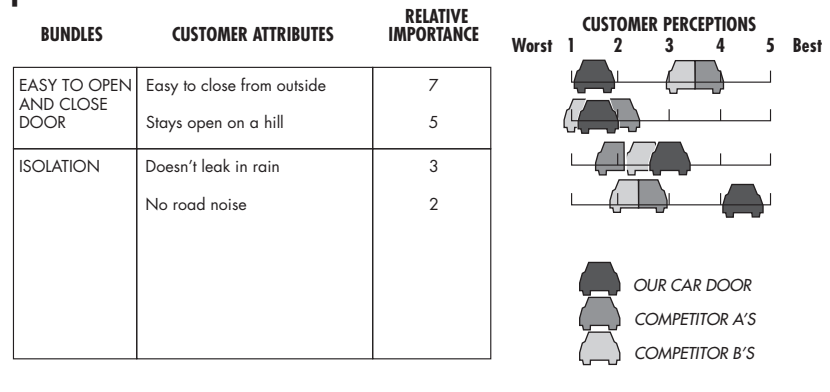 BUNDLES CUSTOMER ATTRIBUTES RELATIVE IMPORTANCE
CUSTOMER PERCEPTIONS
Worst 1 2 3 4 5 Best
EASY TO OPEN AND CLOSE DOOR
Easy to close from outside 7
Stays open on a hill 5
ISOLATION Doesn't leak in rain 3
No road noise 2
OUR CAR DOOR
COMPETITOR A'S
COMPETITOR B'S